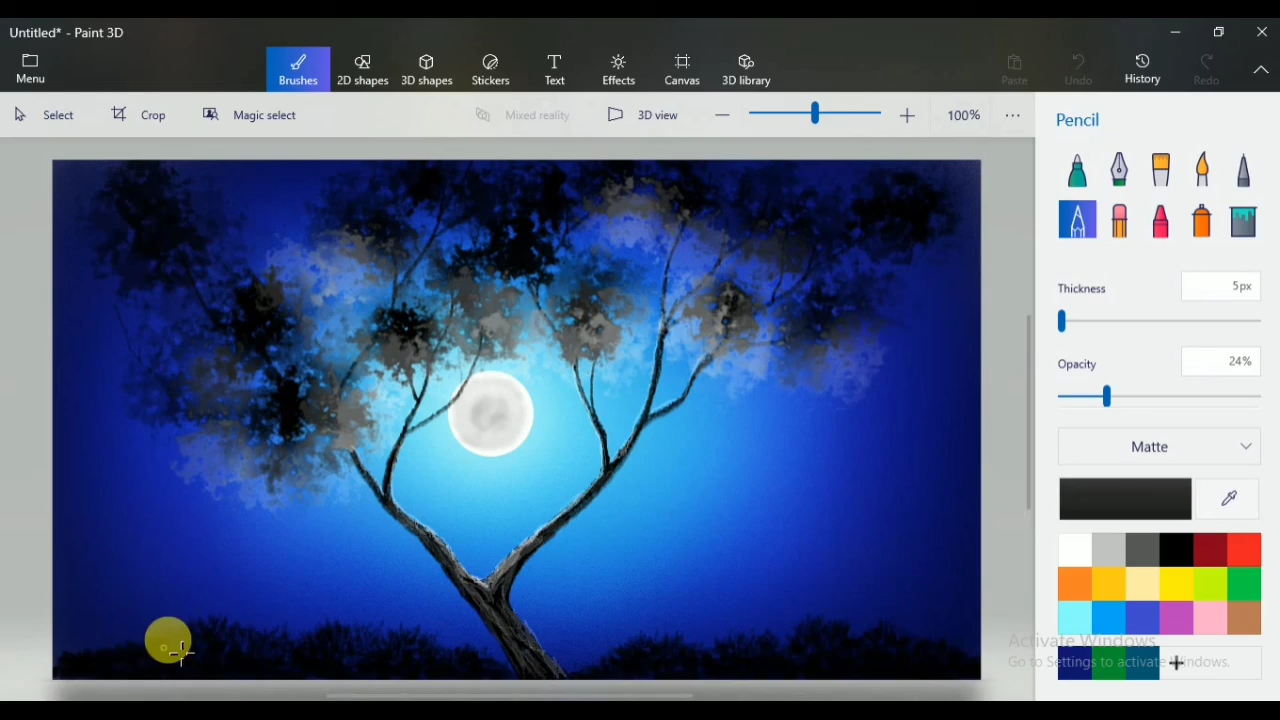 Untitled* - Paint 3D
Menu
Brushes 2D shapes 3D shapes Stickers Text Effects Canvas 3D library Paste Undo History Redo
Select Crop Magic select Mixed reality 3D view 100%
Pencil
Thickness 5px
Opacity 24%
Matte
Activate Windows
Go to Settings to activate Windows.